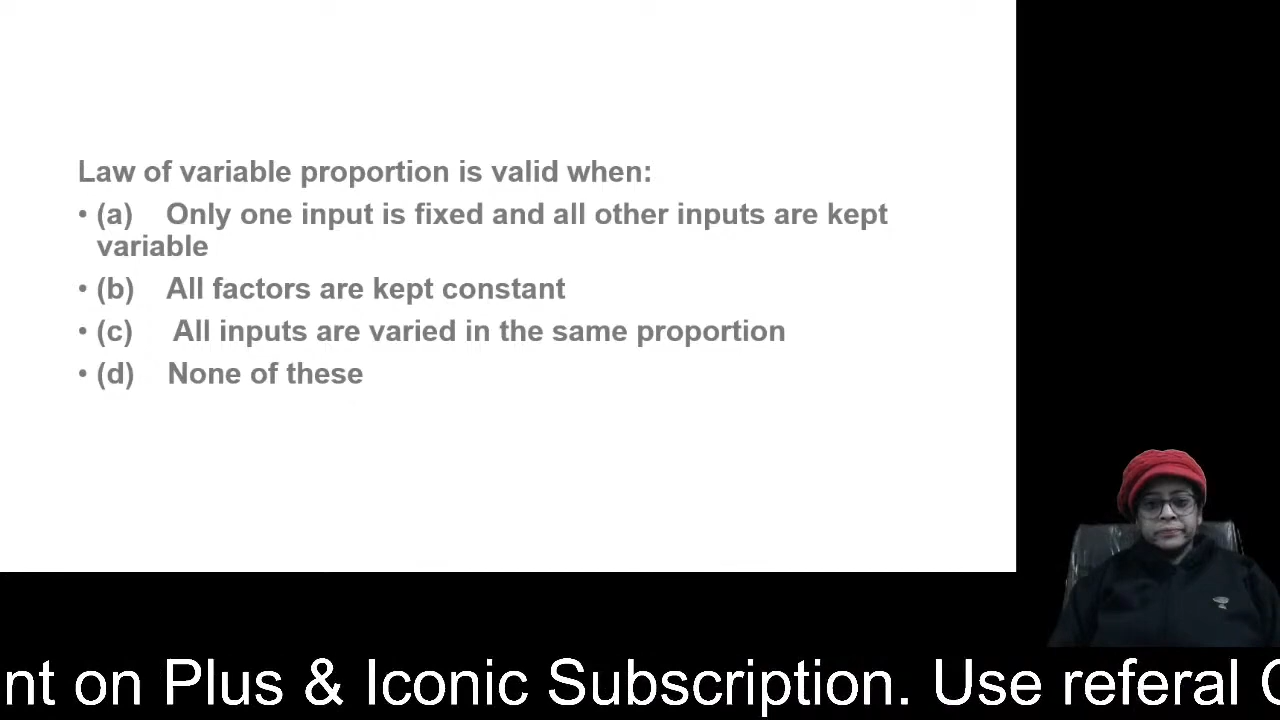 Law of variable proportion is valid when:
• (a) Only one input is fixed and all other inputs are kept
variable
• (b) All factors are kept constant
• (c) All inputs are varied in the same proportion
• (d) None of these
nt on Plus & Iconic Subscription. Use referal